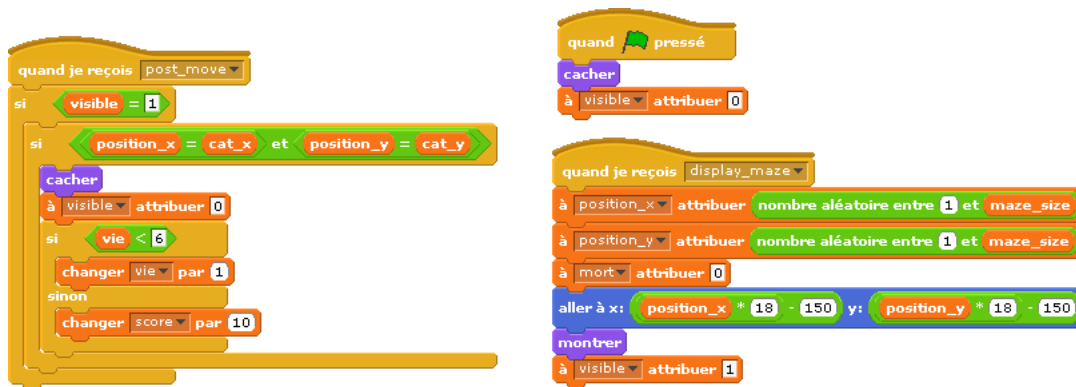 quand je reçois post_move
si visible = 1
si position_x = cat_x et position_y = cat_y
cacher
à visible attribuer 0
si vie < 6
changer vie par 1
sinon
changer score par 10
quand pressé
cacher
à visible attribuer 0
quand je reçois display_maze
à position_x attribuer nombre aléatoire entre 1 et maze_size
à position_y attribuer nombre aléatoire entre 1 et maze_size
à mort attribuer 0
aller à x: position_x * 18 - 150 y: position_y * 18 - 150
montrer
à visible attribuer 1